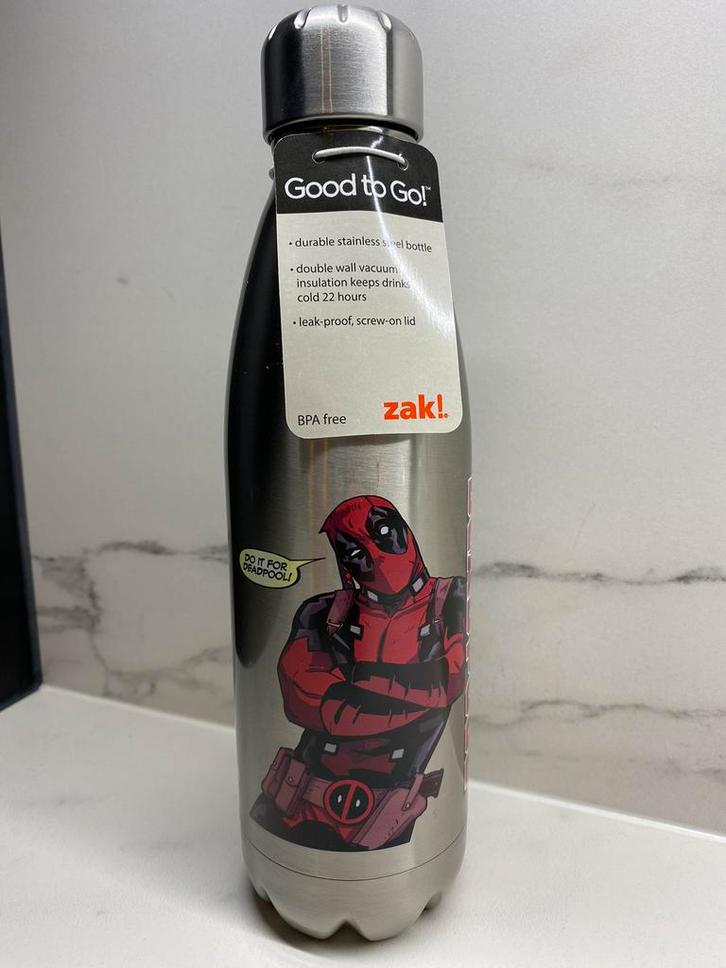 Good to Go!™
• durable stainless steel bottle
• double wall vacuum
insulation keeps drinks
cold 22 hours
• leak-proof, screw-on lid
BPA free
zak!®
DO IT FOR
DEADPOOL!